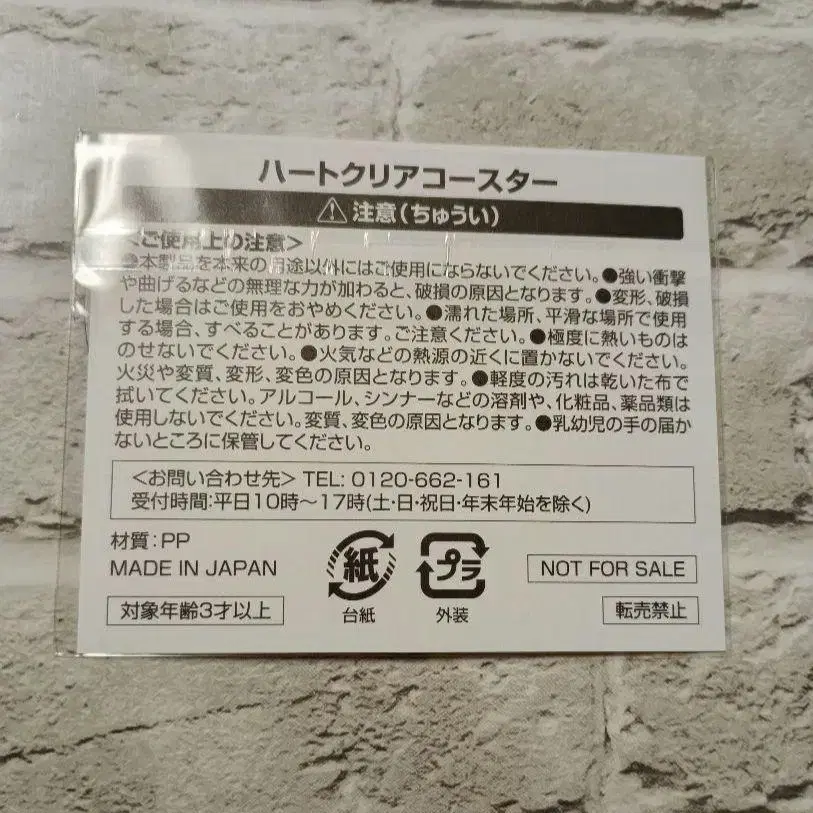 ハートクリアコースター
⚠注意(ちゅうい)
<ご使用上の注意>
●本製品を本来の用途以外にはご使用にならないでください。●強い衝撃
や曲げるなどの無理な力が加わると、破損の原因となります。●変形、破損
した場合はご使用をおやめください。●濡れた場所、平滑な場所で使用
する場合、すべることがあります。ご注意ください。●極度に熱いものは
のせないでください。●火気などの熱源の近くに置かないでください。
火災や変質、変形、変色の原因となります。●軽度の汚れは乾いた布で
拭いてください。アルコール、シンナーなどの溶剤や、化粧品、薬品類は
使用しないでください。変質、変色の原因となります。●乳幼児の手の届か
ないところに保管してください。
<お問い合わせ先> TEL: 0120-662-161
受付時間:平日10時〜17時(土・日・祝日・年末年始を除く)
材質:PP
MADE IN JAPAN
対象年齢3才以上
紙
台紙
プラ
外装
NOT FOR SALE
転売禁止